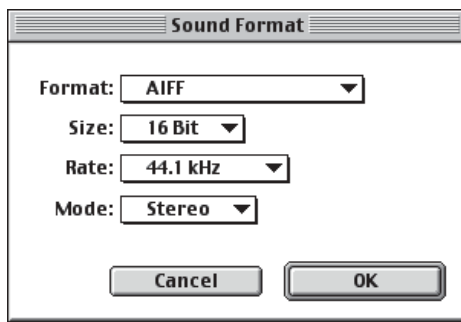 Sound Format
Format: AIFF
Size: 16 Bit
Rate: 44.1 kHz
Mode: Stereo
Cancel OK